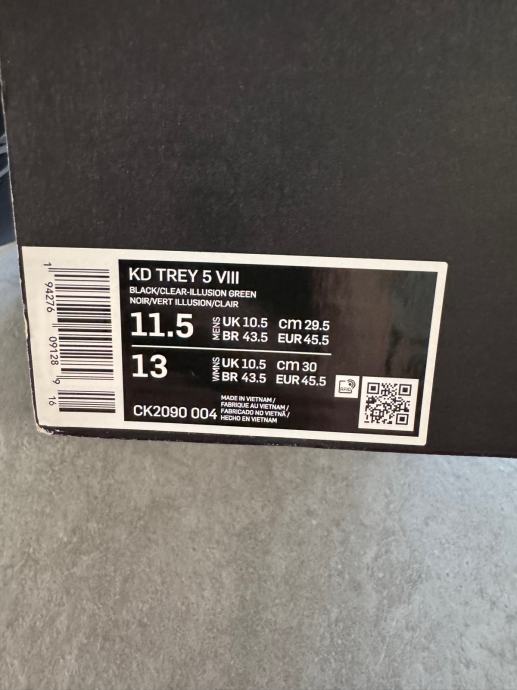 KD TREY 5 VIII
BLACK/CLEAR-ILLUSION GREEN
NOIR/VERT ILLUSION/CLAIR
11.5 MENS UK 10.5 cm 29.5
BR 43.5 EUR 45.5
13 WMNS UK 10.5 cm 30
BR 43.5 EUR 45.5
CK2090 004
MADE IN VIETNAM /
FABRIQUE AU VIETNAM /
FABRICADO NO VIETNÃ /
HECHO EN VIETNAM
RFID
1 94276 09128 9 16